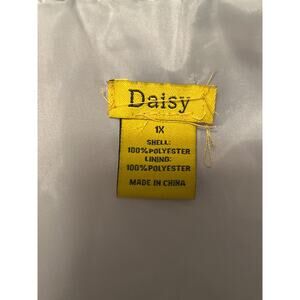 Daisy
1X
SHELL:
100%POLYESTER
LINING:
100%POLYESTER
MADE IN CHINA